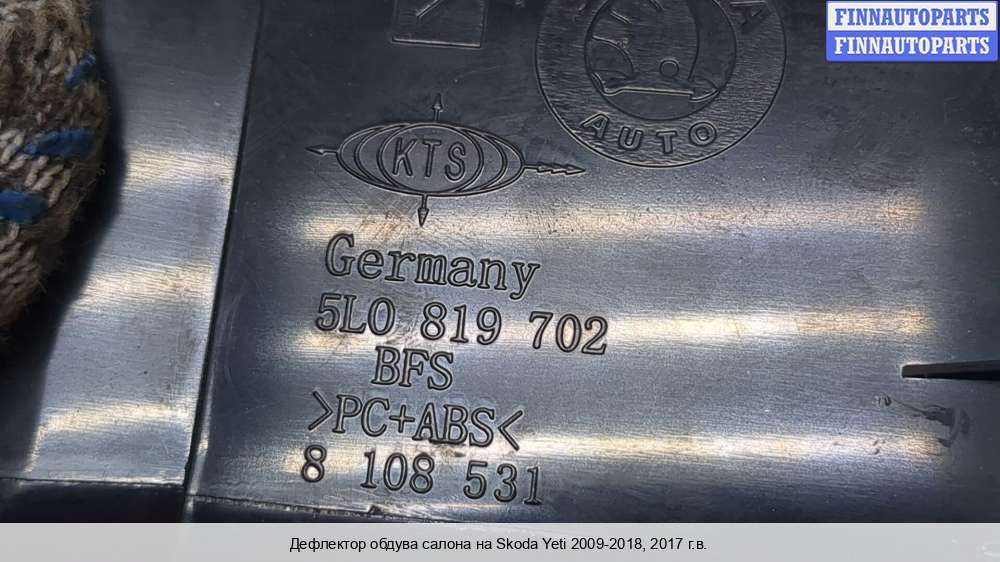 FINNAUTOPARTS
FINNAUTOPARTS
AUTO
KTS
Germany
5L0 819 702
BFS
>PC+ABS<
8 108 531
Дефлектор обдува салона на Skoda Yeti 2009-2018, 2017 г.в.